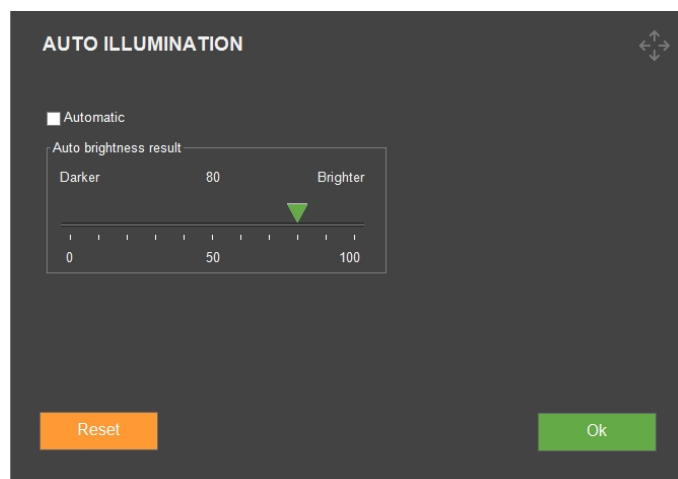 AUTO ILLUMINATION
Automatic
Auto brightness result
Darker 80 Brighter
0 50 100
Reset Ok